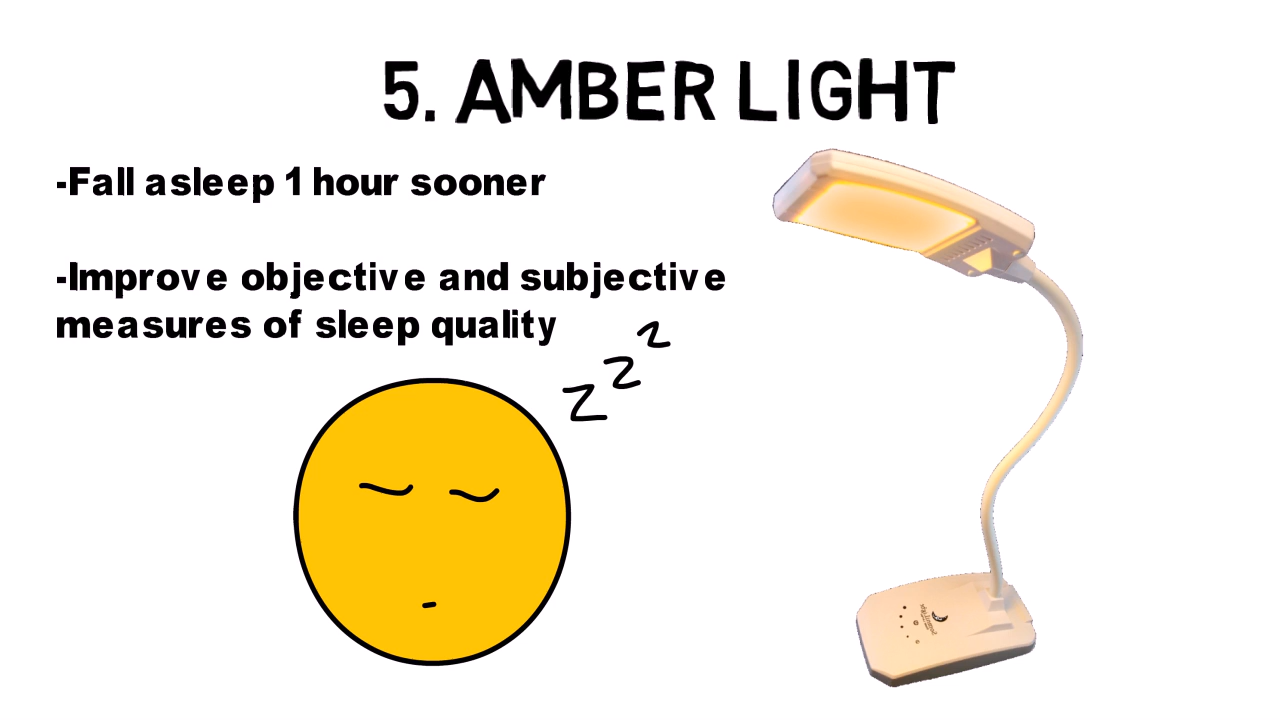 5. AMBER LIGHT
-Fall asleep 1 hour sooner
-Improve objective and subjective
measures of sleep quality
z z z